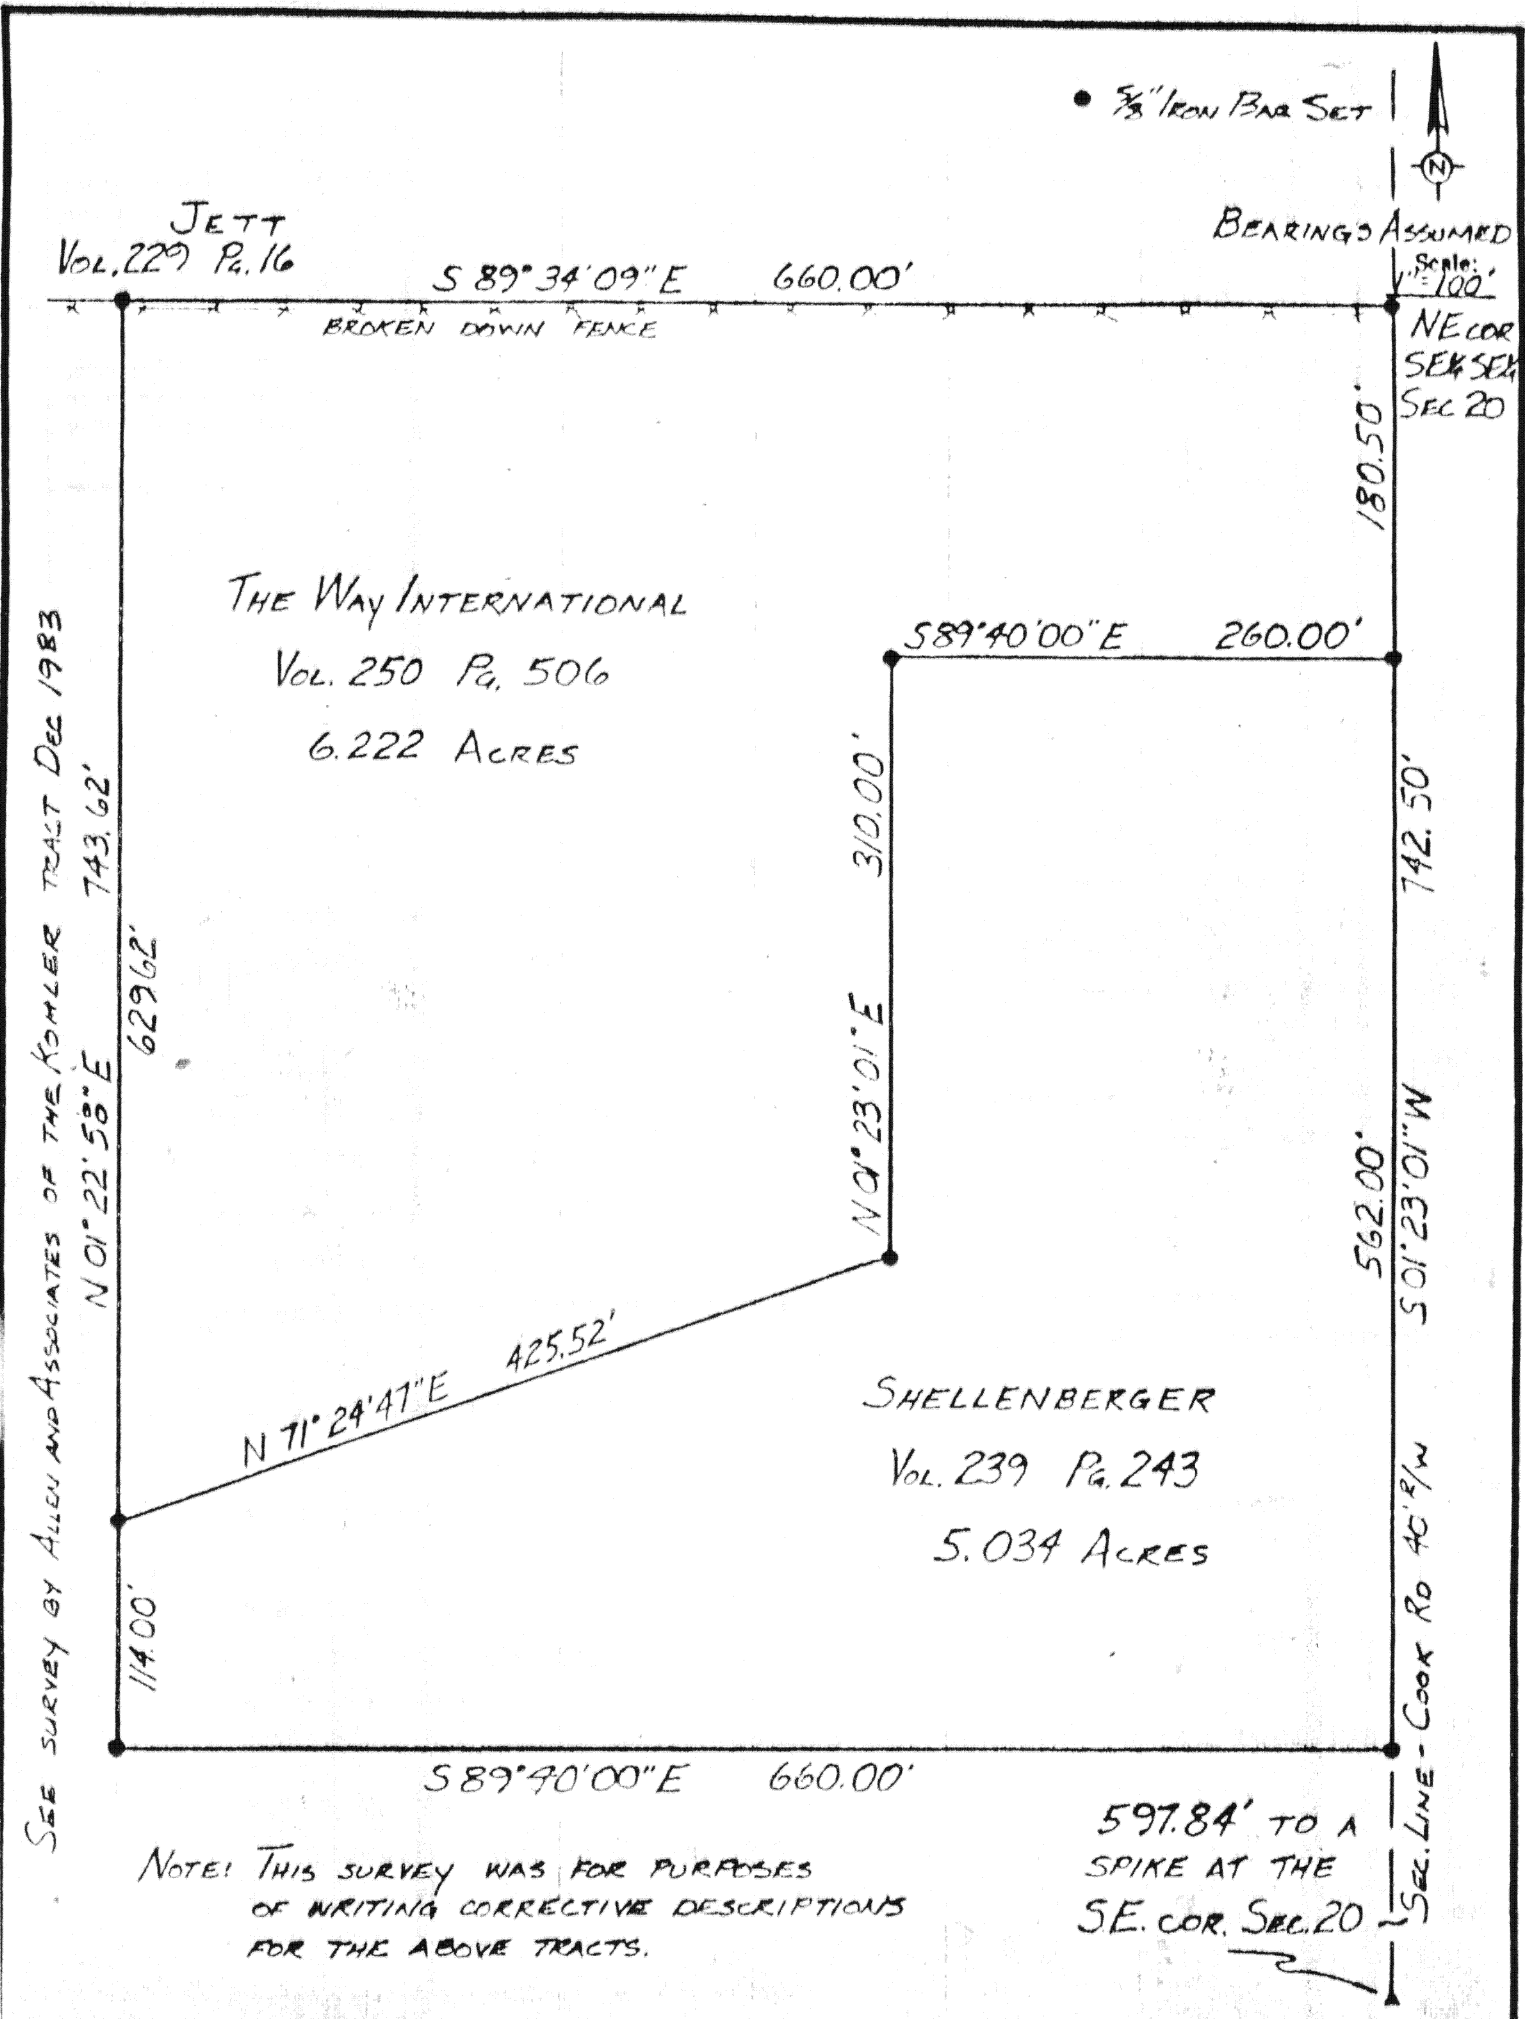 5/8" IRON BAR SET
N
BEARINGS ASSUMED
Scale:
1"=100'
JETT
VOL. 229 PG. 16
S 89° 34' 09" E 660.00'
BROKEN DOWN FENCE
NE COR
SE¼ SE¼
SEC 20
180.50'
THE WAY INTERNATIONAL
VOL. 250 PG. 506
6.222 ACRES
S 89° 40' 00" E 260.00'
SEE SURVEY BY ALLEN AND ASSOCIATES OF THE KOHLER TRACT DEC 1983
N 01° 22' 58" E 743.62'
629.62'
N 01° 23' 01" E 310.00'
742.50'
S 01° 23' 01" W
562.00'
N 71° 24' 47" E 425.52'
SHELLENBERGER
VOL. 239 PG. 243
5.034 ACRES
114.00'
SEC. LINE - COOK RD 40' R/W
S 89° 40' 00" E 660.00'
597.84' TO A
SPIKE AT THE
S.E. COR. SEC. 20
NOTE: THIS SURVEY WAS FOR PURPOSES
OF WRITING CORRECTIVE DESCRIPTIONS
FOR THE ABOVE TRACTS.